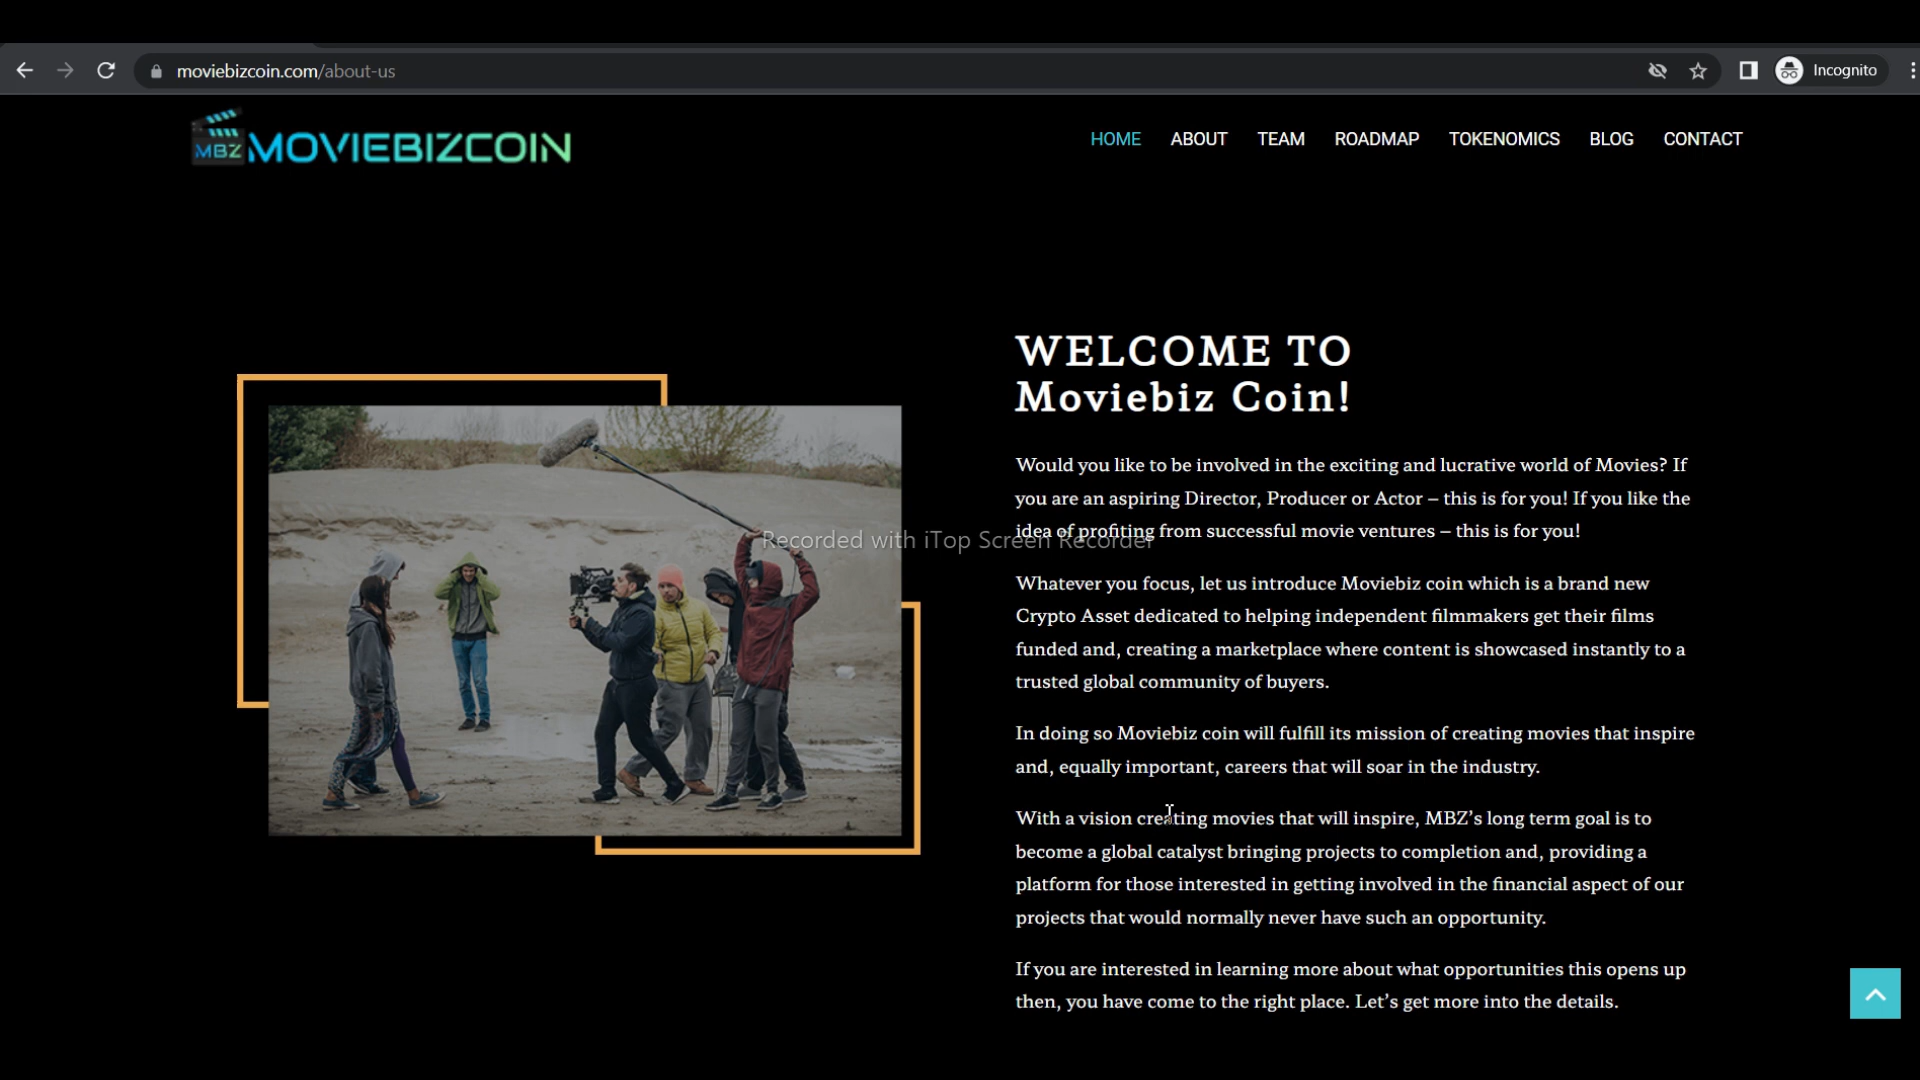 moviebizcoin.com/about-us
Incognito
MBZ MOVIEBIZCOIN
HOME ABOUT TEAM ROADMAP TOKENOMICS BLOG CONTACT
WELCOME TO
Moviebiz Coin!
Would you like to be involved in the exciting and lucrative world of Movies? If
you are an aspiring Director, Producer or Actor – this is for you! If you like the
idea of profiting from successful movie ventures – this is for you!
Recorded with iTop Screen Recorder
Whatever you focus, let us introduce Moviebiz coin which is a brand new
Crypto Asset dedicated to helping independent filmmakers get their films
funded and, creating a marketplace where content is showcased instantly to a
trusted global community of buyers.
In doing so Moviebiz coin will fulfill its mission of creating movies that inspire
and, equally important, careers that will soar in the industry.
With a vision creating movies that will inspire, MBZ’s long term goal is to
become a global catalyst bringing projects to completion and, providing a
platform for those interested in getting involved in the financial aspect of our
projects that would normally never have such an opportunity.
If you are interested in learning more about what opportunities this opens up
then, you have come to the right place. Let’s get more into the details.